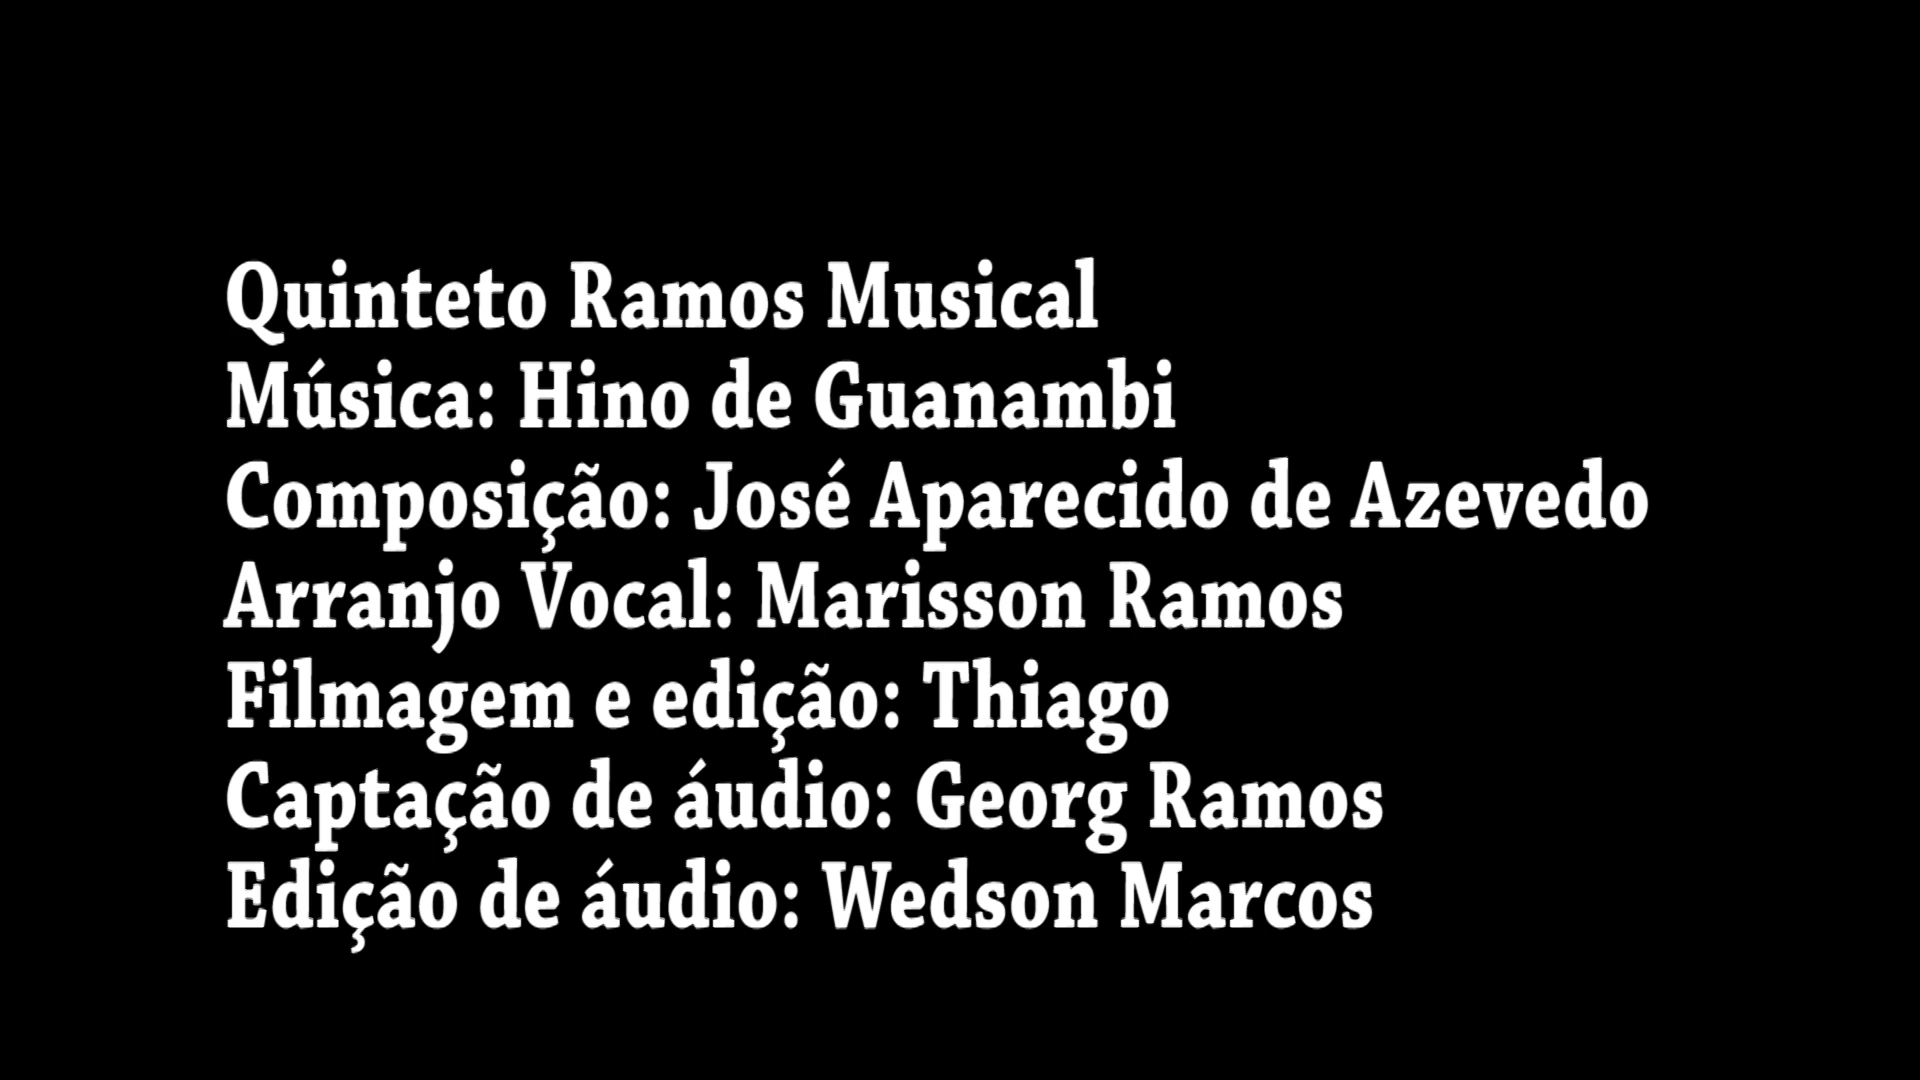 Quinteto Ramos Musical
Música: Hino de Guanambi
Composição: José Aparecido de Azevedo
Arranjo Vocal: Marisson Ramos
Filmagem e edição: Thiago
Captação de áudio: Georg Ramos
Edição de áudio: Wedson Marcos